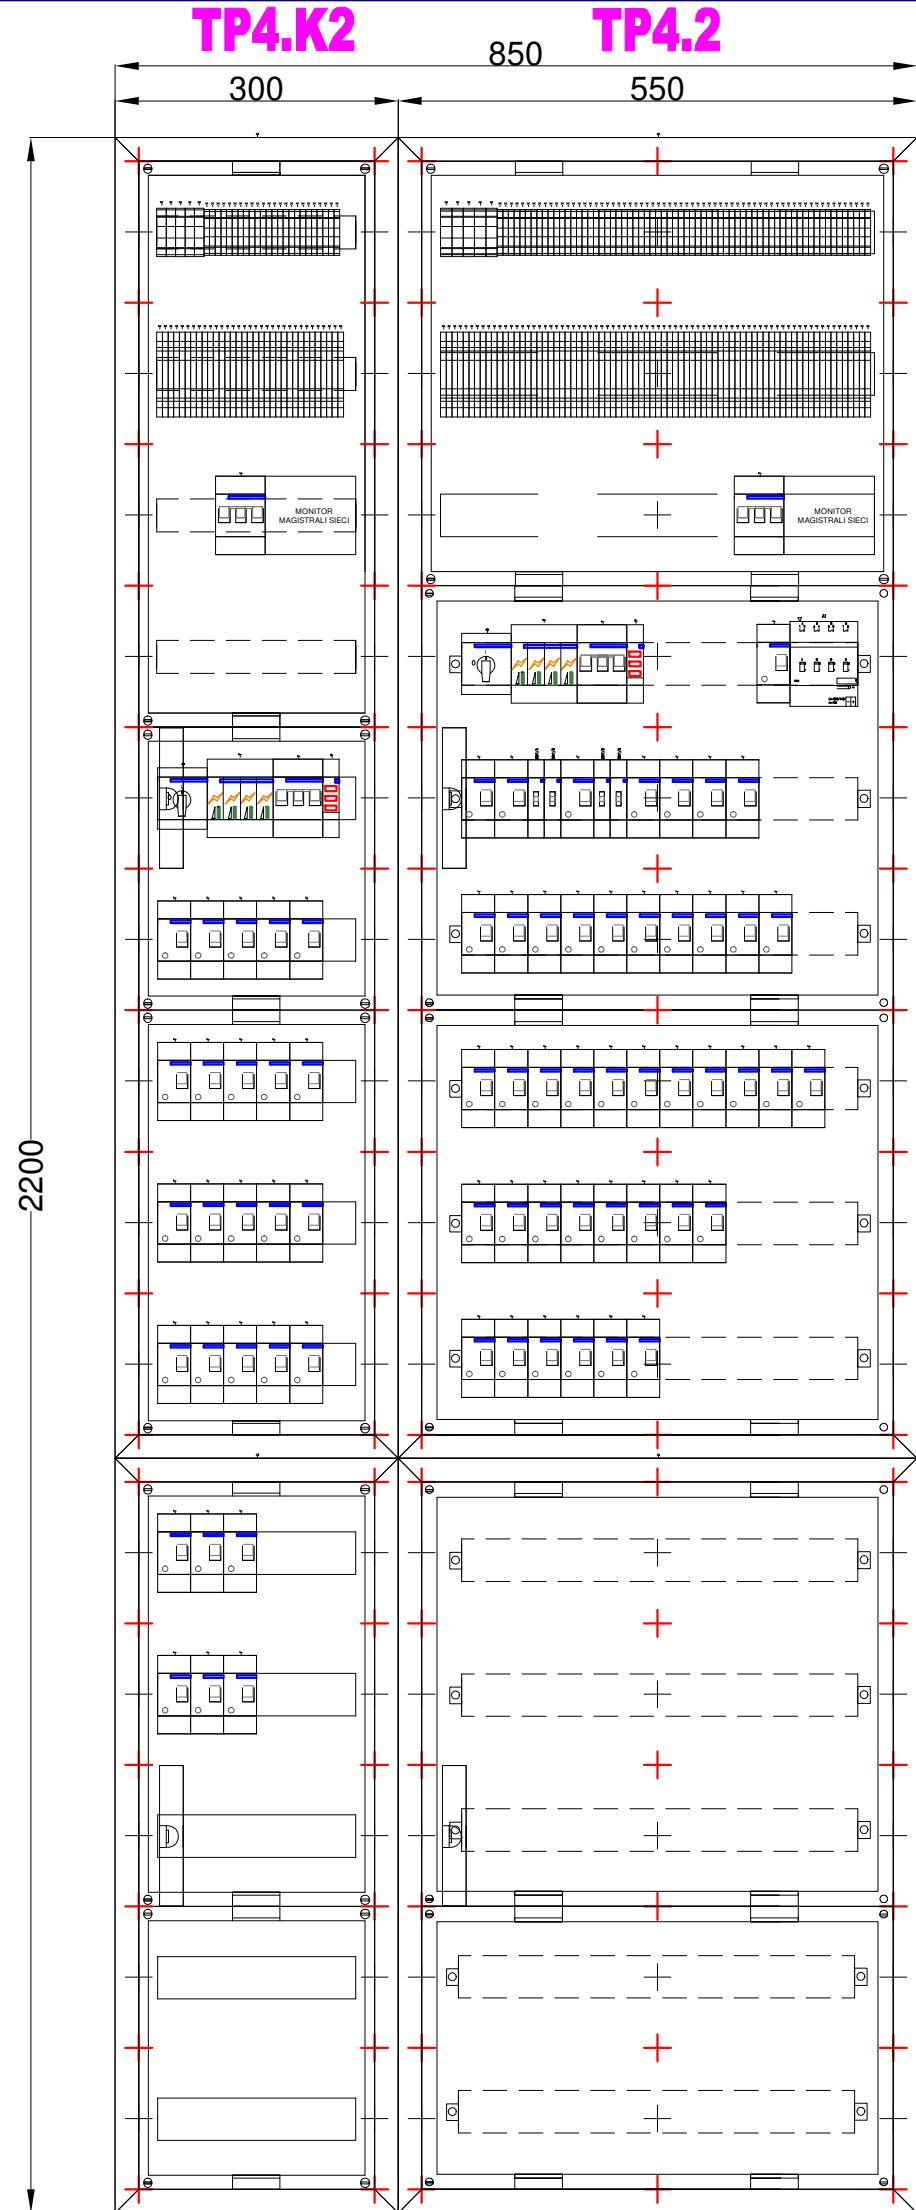 TP4.K2
TP4.2
850
300
550
MONITOR
MAGISTRALI SIECI
MONITOR
MAGISTRALI SIECI
2200